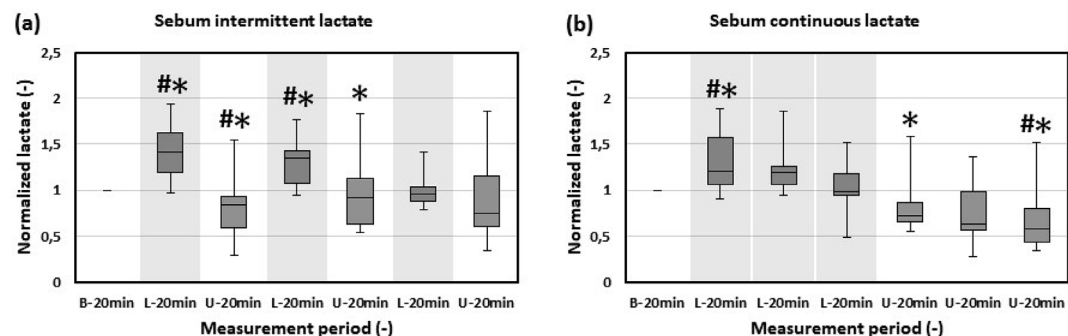 (a) Sebum intermittent lactate
2,5
2
1,5
1
0,5
0
Normalized lactate (-)
#* #* #* *
B-20min L-20min U-20min L-20min U-20min L-20min U-20min
Measurement period (-)
(b) Sebum continuous lactate
2,5
2
1,5
1
0,5
0
Normalized lactate (-)
#* * #*
B-20min L-20min L-20min L-20min U-20min U-20min U-20min
Measurement period (-)